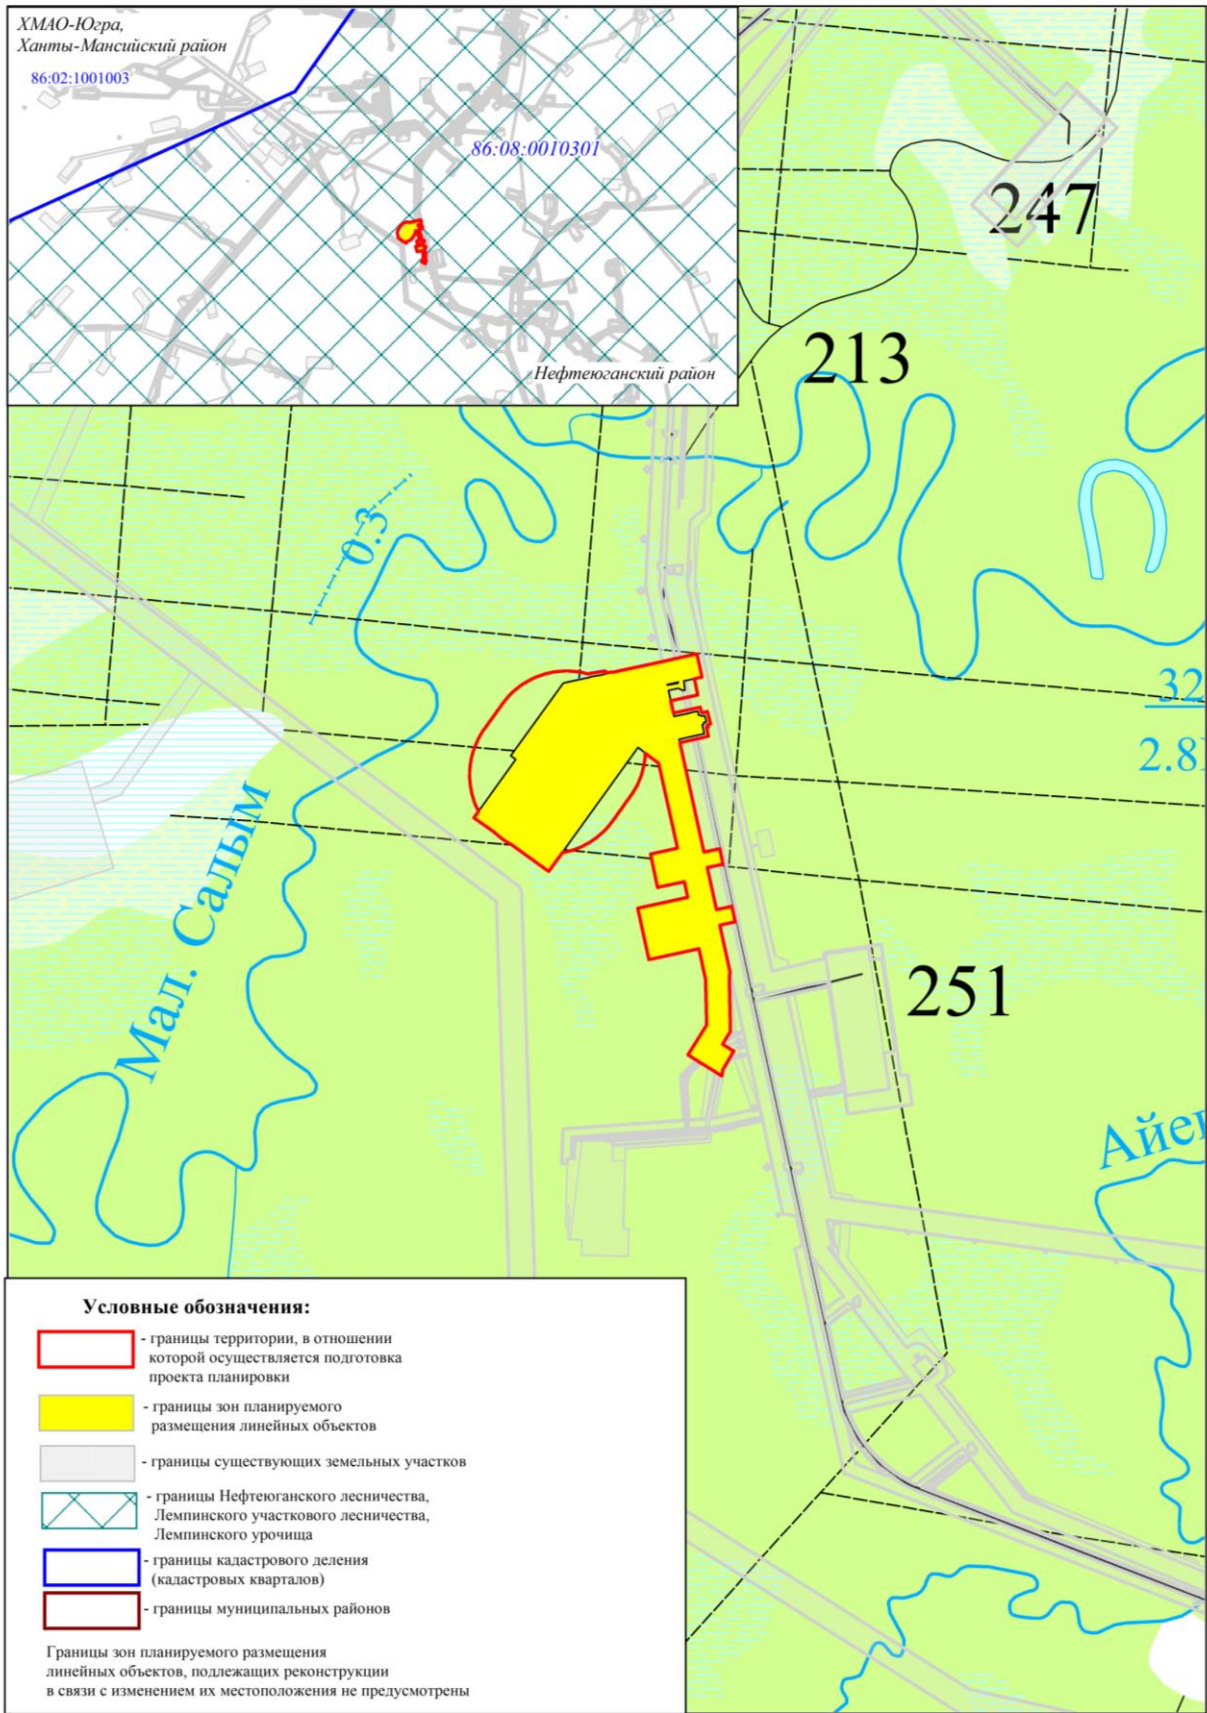 ХМАО-Югра,
Ханты-Мансийский район
86:02:1001003
86:08:0010301
Нефтеюганский район
247
213
0.3
32
2.8
Мал. Салым
251
Условные обозначения:
- границы территории, в отношении
которой осуществляется подготовка
проекта планировки
- границы зон планируемого
размещения линейных объектов
- границы существующих земельных участков
- границы Нефтеюганского лесничества,
Лемпинского участкового лесничества,
Лемпинского урочища
- границы кадастрового деления
(кадастровых кварталов)
- границы муниципальных районов
Границы зон планируемого размещения
линейных объектов, подлежащих реконструкции
в связи с изменением их местоположения не предусмотрены